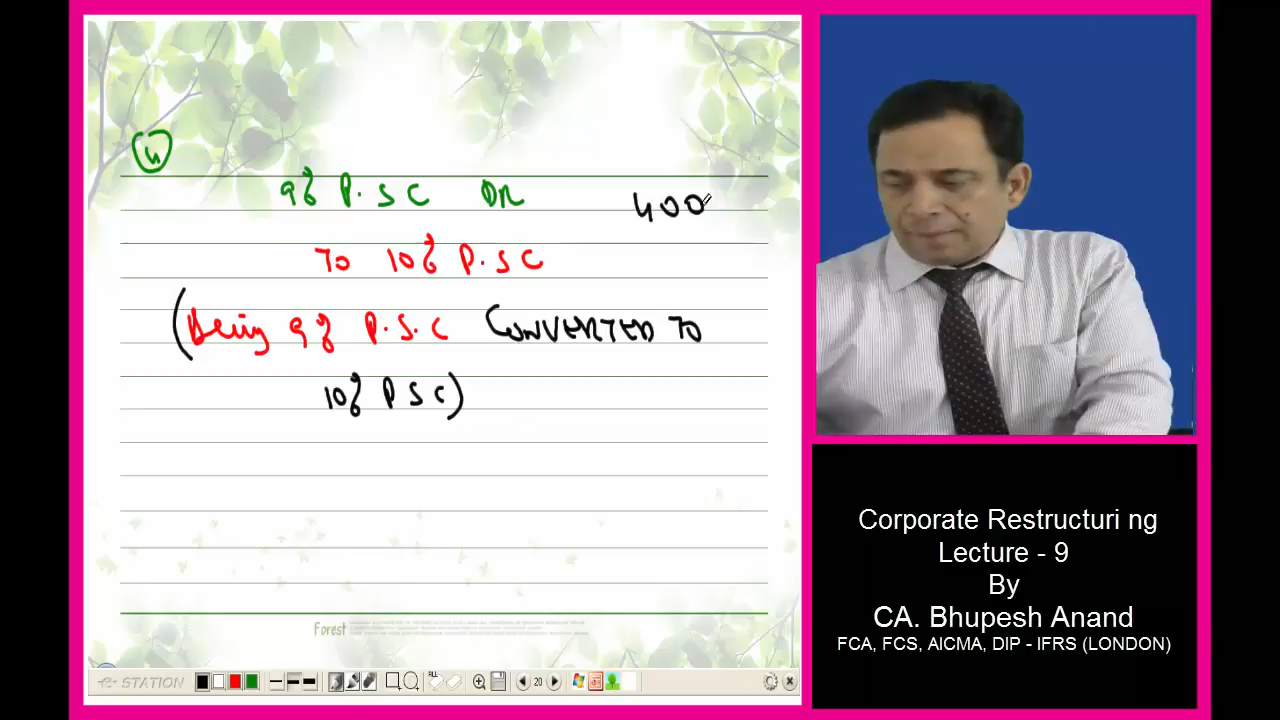 4
9% P.S C DR 400
To 10% P.S C
(Being 9% P.S.C CONVERTED TO
10% P S C)
Forest
e-STATION
20
Corporate Restructuri ng
Lecture - 9
By
CA. Bhupesh Anand
FCA, FCS, AICMA, DIP - IFRS (LONDON)